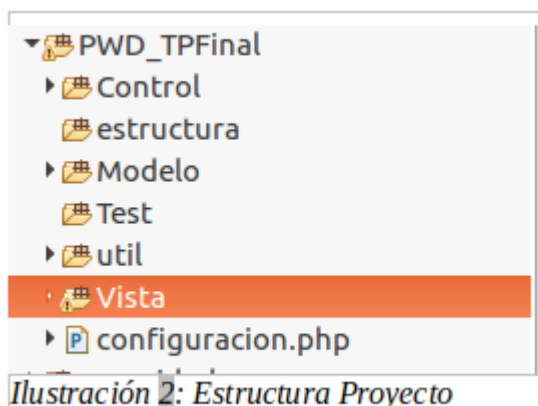 PWD_TPFinal
Control
estructura
Modelo
Test
util
Vista
configuracion.php
Ilustración 2: Estructura Proyecto